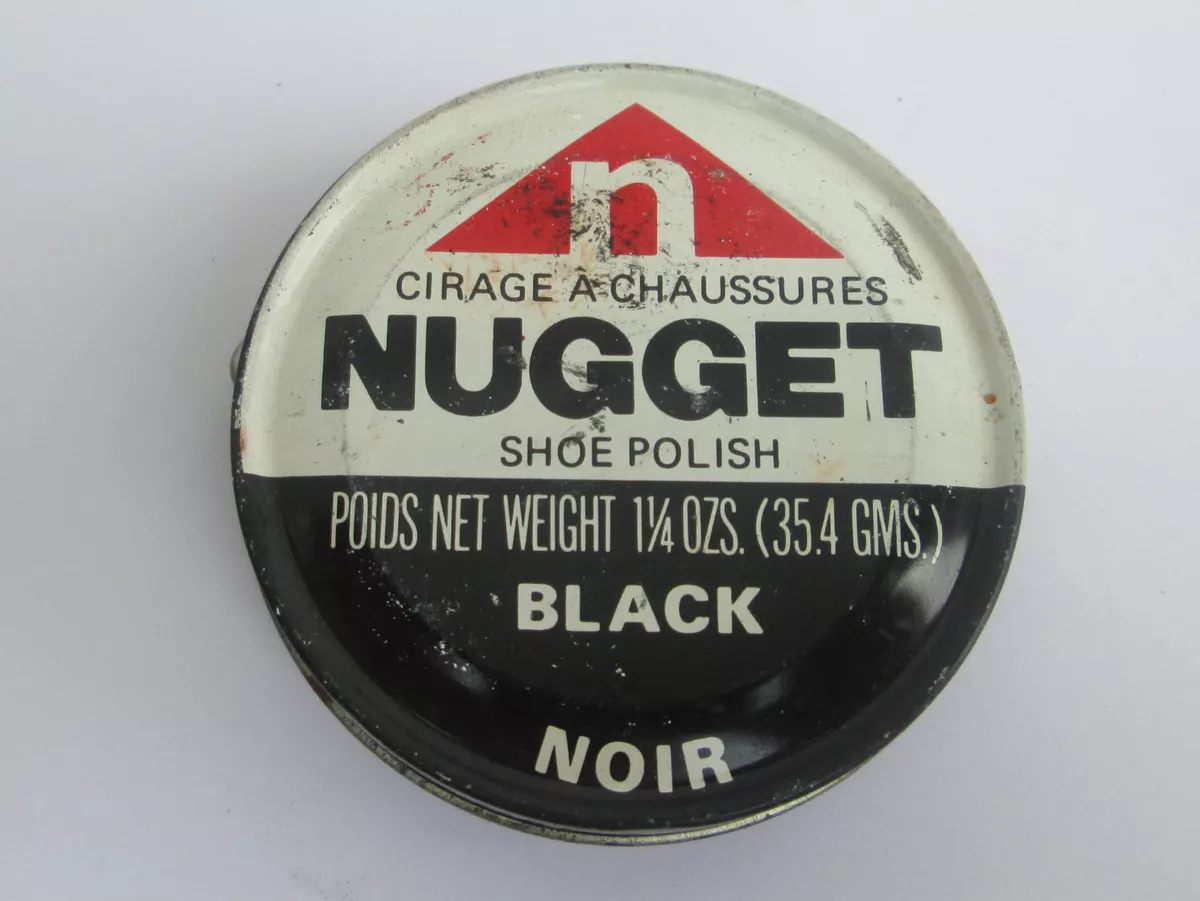 n
CIRAGE À CHAUSSURES
NUGGET
SHOE POLISH
POIDS NET WEIGHT 1¼ OZS. (35.4 GMS.)
BLACK
NOIR